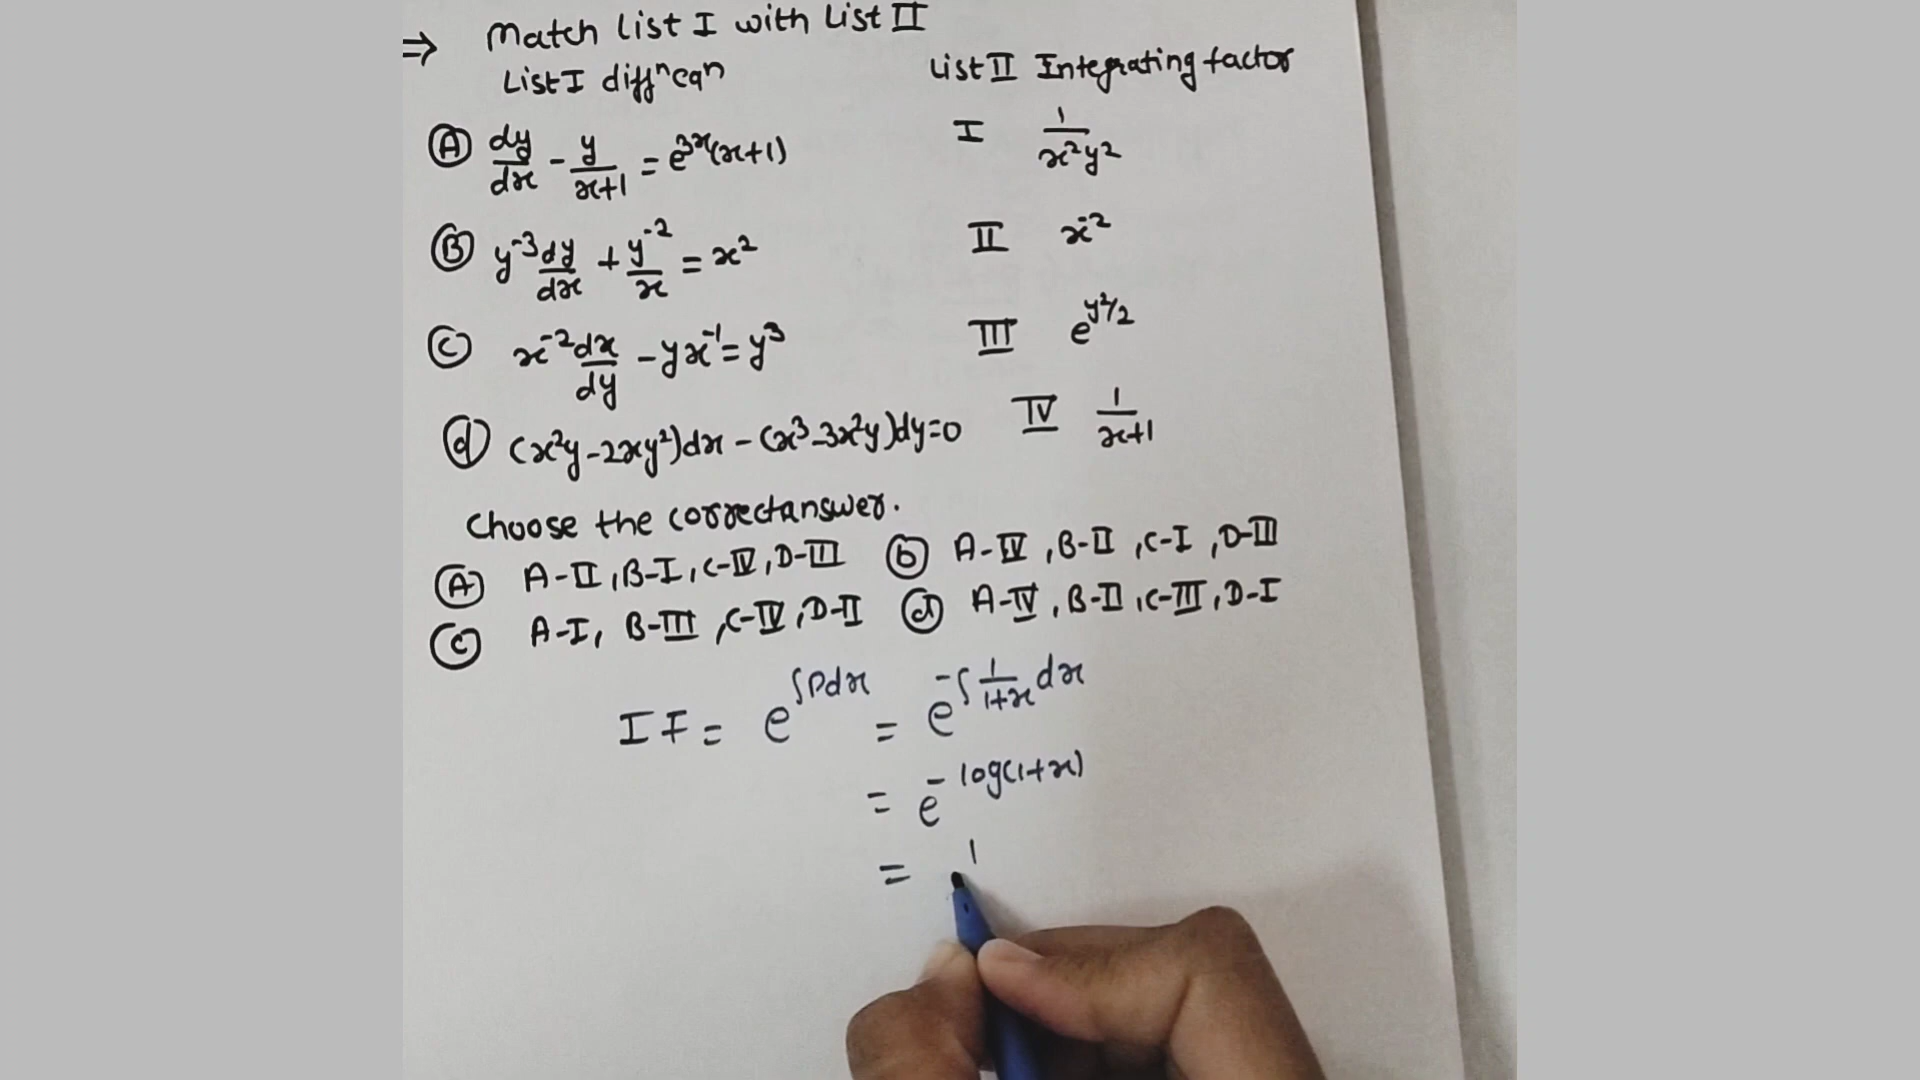 ⇒ Match List I with List II
List I diffⁿ eqⁿ List II Integrating factor
Ⓐ dy/dx - y/x+1 = e³ˣ(x+1) I 1/x²y²
Ⓑ y⁻³ dy/dx + y⁻²/x = x² II x⁻²
Ⓒ x⁻² dx/dy - yx⁻¹ = y³ III e^y²/2
ⓓ (x²y - 2xy²)dx - (x³ - 3x²y)dy = 0 IV 1/x+1
Choose the correct answer.
Ⓐ A-II, B-I, C-IV, D-III ⓑ A-IV, B-II, C-I, D-III
Ⓒ A-I, B-III, C-IV, D-II ⓓ A-IV, B-II, C-III, D-I
IF = e^∫Pdx = e^-∫ 1/1+x dx
= e^-log(1+x)
= 1